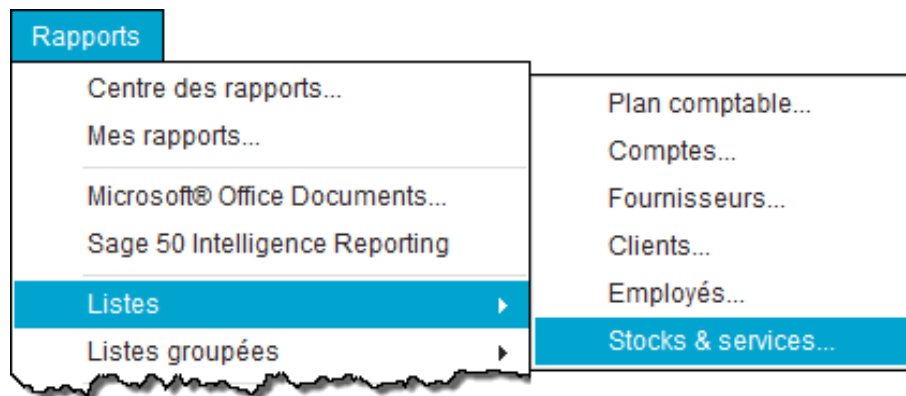 Rapports
Centre des rapports...
Mes rapports...
Microsoft® Office Documents...
Sage 50 Intelligence Reporting
Listes
Listes groupées
Plan comptable...
Comptes...
Fournisseurs...
Clients...
Employés...
Stocks & services...